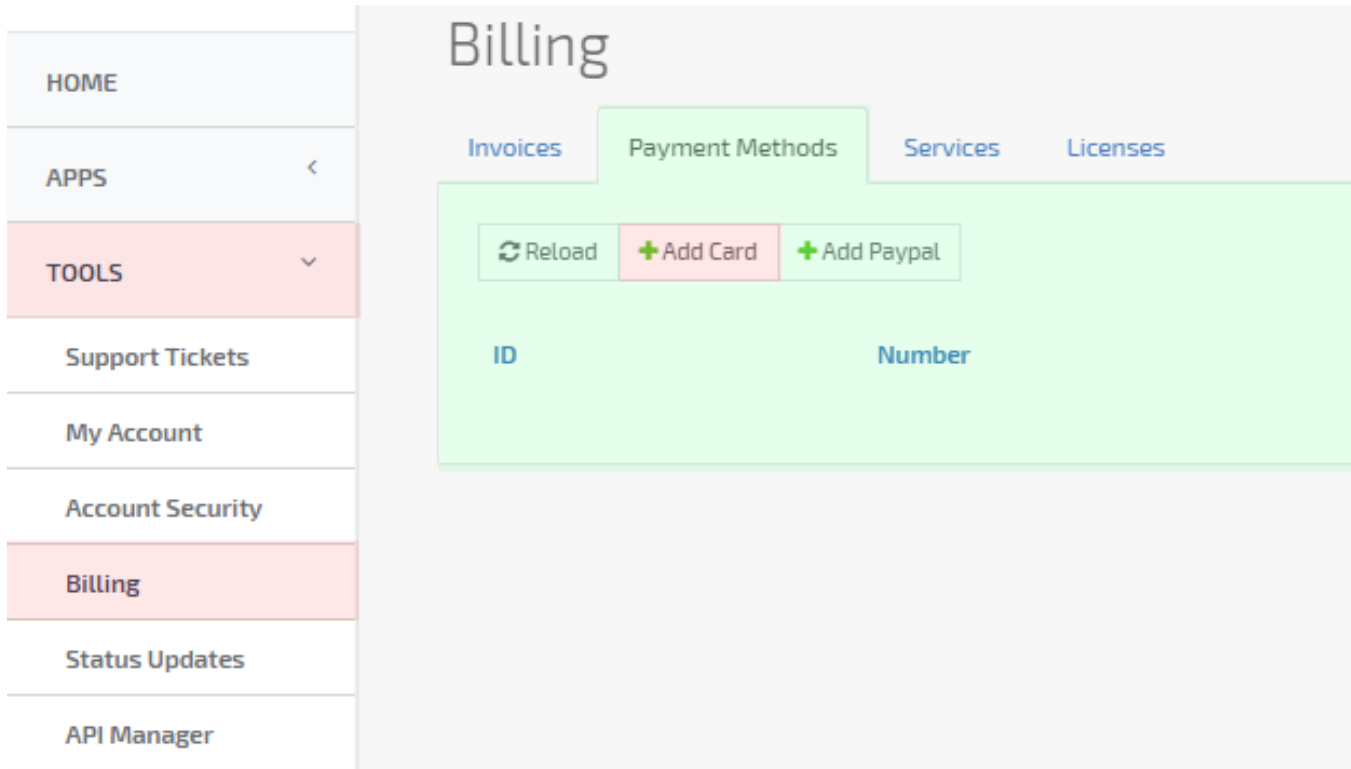 HOME
APPS
TOOLS
Support Tickets
My Account
Account Security
Billing
Status Updates
API Manager
Billing
Invoices Payment Methods Services Licenses
Reload Add Card Add Paypal
ID Number